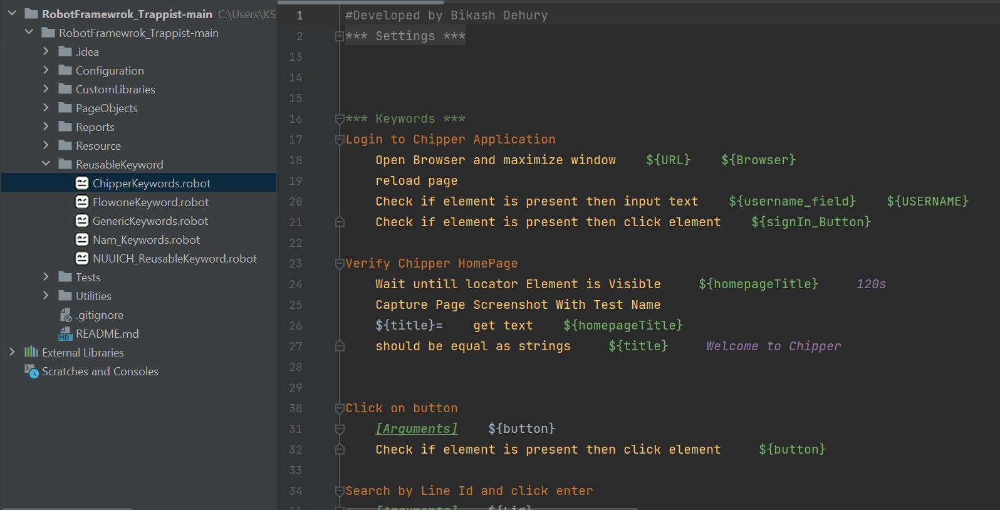 RobotFramewrok_Trappist-main C:\Users\KS
RobotFramewrok_Trappist-main
.idea
Configuration
CustomLibraries
PageObjects
Reports
Resource
ReusableKeyword
ChipperKeywords.robot
FlowoneKeyword.robot
GenericKeywords.robot
Nam_Keywords.robot
NUUICH_ReusableKeyword.robot
Tests
Utilities
.gitignore
MD README.md
External Libraries
Scratches and Consoles
1 #Developed by Bikash Dehury
2 *** Settings ***
13
14
15
16 *** Keywords ***
17 Login to Chipper Application
18 Open Browser and maximize window ${URL} ${Browser}
19 reload page
20 Check if element is present then input text ${username_field} ${USERNAME}
21 Check if element is present then click element ${signIn_Button}
22
23 Verify Chipper HomePage
24 Wait untill locator Element is Visible ${homepageTitle} 120s
25 Capture Page Screenshot With Test Name
26 ${title}= get text ${homepageTitle}
27 should be equal as strings ${title} Welcome to Chipper
28
29
30 Click on button
31 [Arguments] ${button}
32 Check if element is present then click element ${button}
33
34 Search by Line Id and click enter
35 [Arguments]